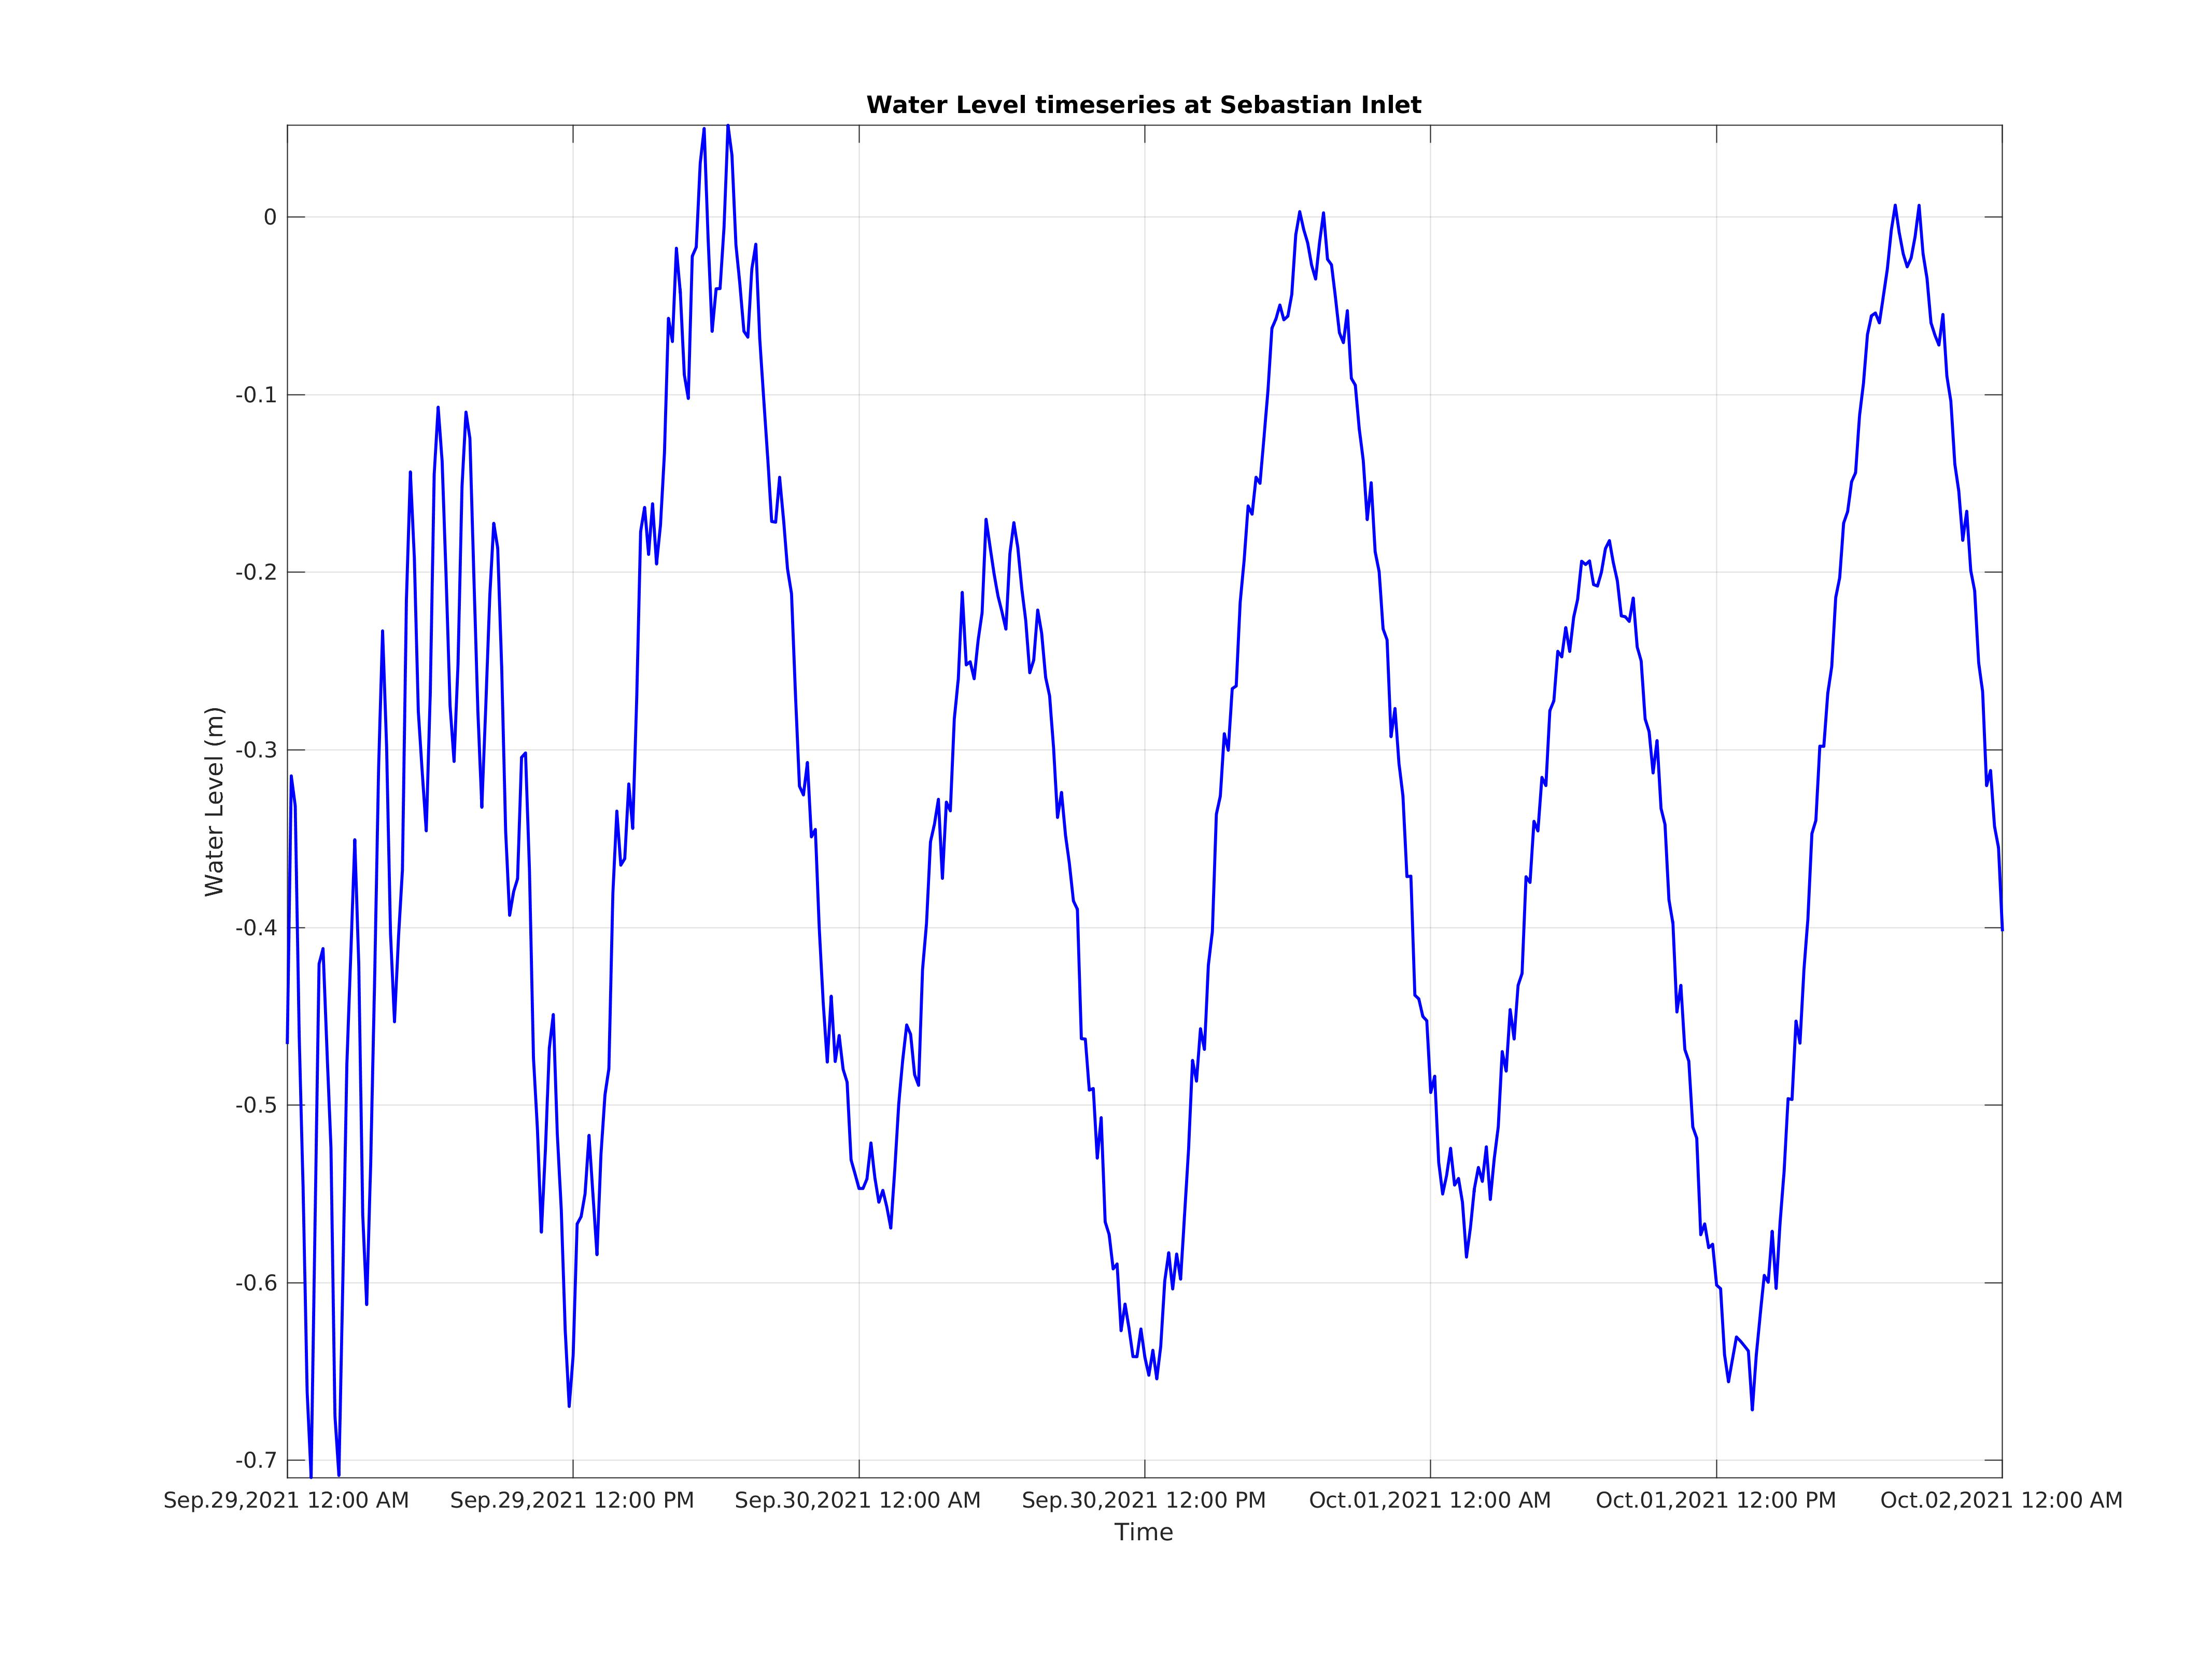 Water Level timeseries at Sebastian Inlet
0
-0.1
-0.2
-0.3
-0.4
-0.5
-0.6
-0.7
Water Level (m)
Sep.29,2021 12:00 AM
Sep.29,2021 12:00 PM
Sep.30,2021 12:00 AM
Sep.30,2021 12:00 PM
Oct.01,2021 12:00 AM
Oct.01,2021 12:00 PM
Oct.02,2021 12:00 AM
Time